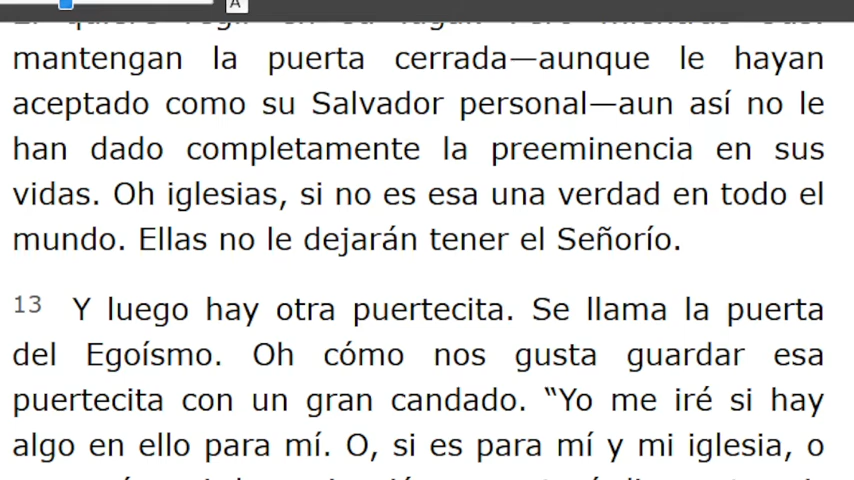 A
mantengan la puerta cerrada—aunque le hayan
aceptado como su Salvador personal—aun así no le
han dado completamente la preeminencia en sus
vidas. Oh iglesias, si no es esa una verdad en todo el
mundo. Ellas no le dejarán tener el Señorío.
13 Y luego hay otra puertecita. Se llama la puerta
del Egoísmo. Oh cómo nos gusta guardar esa
puertecita con un gran candado. “Yo me iré si hay
algo en ello para mí. O, si es para mí y mi iglesia, o